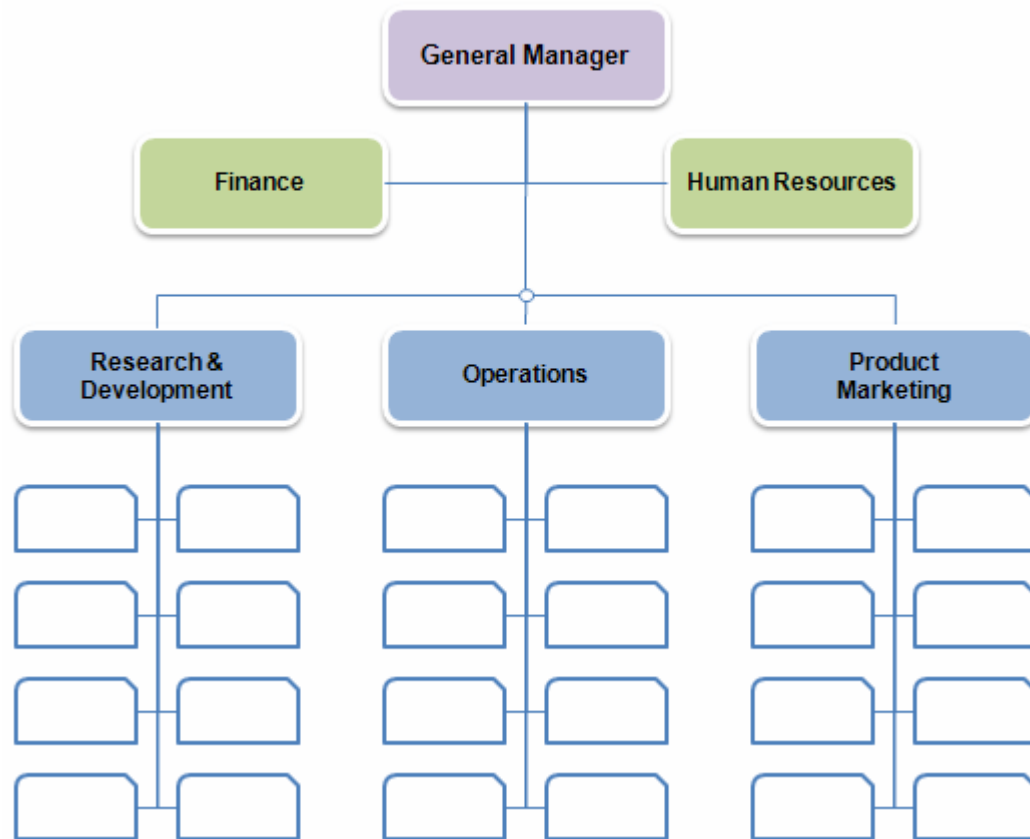 General Manager
Finance
Human Resources
Research &
Development
Operations
Product
Marketing